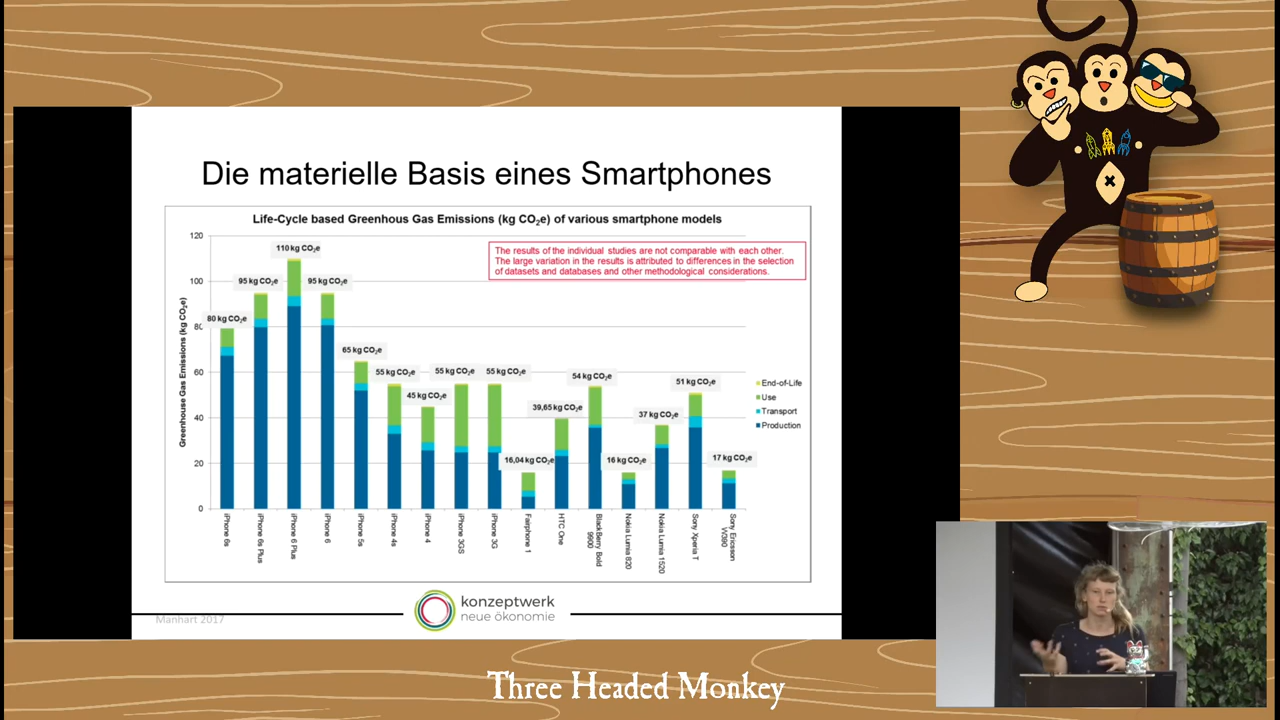 Die materielle Basis eines Smartphones
Life-Cycle based Greenhous Gas Emissions (kg CO₂e) of various smartphone models
The results of the individual studies are not comparable with each other.
The large variation in the results is attributed to differences in the selection
of datasets and databases and other methodological considerations.
Greenhouse Gas Emissions (kg CO₂e)
120
100
80
60
40
20
0
80 kg CO₂e
95 kg CO₂e
110 kg CO₂e
95 kg CO₂e
65 kg CO₂e
55 kg CO₂e
45 kg CO₂e
55 kg CO₂e
55 kg CO₂e
16,04 kg CO₂e
39,65 kg CO₂e
54 kg CO₂e
16 kg CO₂e
37 kg CO₂e
51 kg CO₂e
17 kg CO₂e
End-of-Life
Use
Transport
Production
iPhone 6s
iPhone 6s Plus
iPhone 6 Plus
iPhone 6
iPhone 5s
iPhone 4s
iPhone 4
iPhone 3GS
iPhone 3G
Fairphone 1
HTC One
BlackBerry Bold
9900
Nokia Lumia 820
Nokia Lumia 1520
Sony Xperia T
Sony Ericsson
W390
Manhart 2017
konzeptwerk
neue ökonomie
Three Headed Monkey